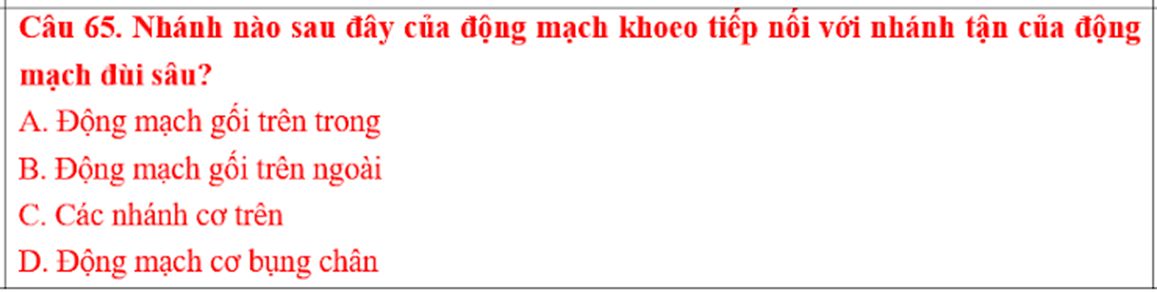 Câu 65. Nhánh nào sau đây của động mạch khoeo tiếp nối với nhánh tận của động
mạch đùi sâu?
A. Động mạch gối trên trong
B. Động mạch gối trên ngoài
C. Các nhánh cơ trên
D. Động mạch cơ bụng chân